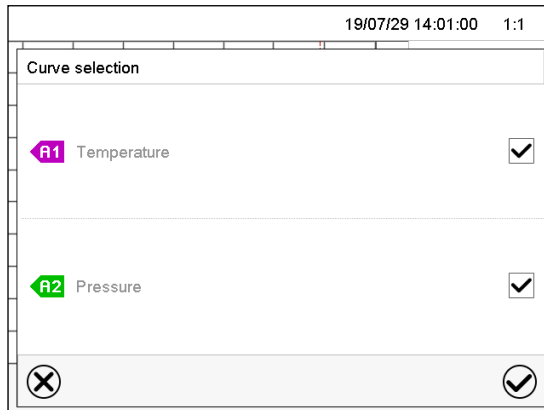 19/07/29 14:01:00 1:1
Curve selection
A1 Temperature
A2 Pressure